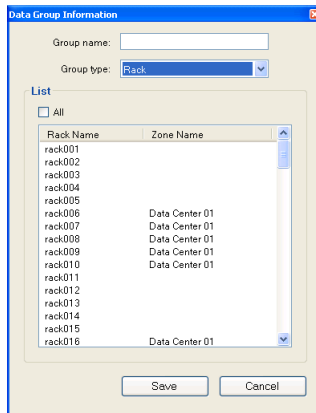 Data Group Information
Group name:
Group type: Rack
List
All
Rack Name Zone Name
rack001
rack002
rack003
rack004
rack005
rack006 Data Center 01
rack007 Data Center 01
rack008 Data Center 01
rack009 Data Center 01
rack010 Data Center 01
rack011
rack012
rack013
rack014
rack015
rack016 Data Center 01
Save Cancel